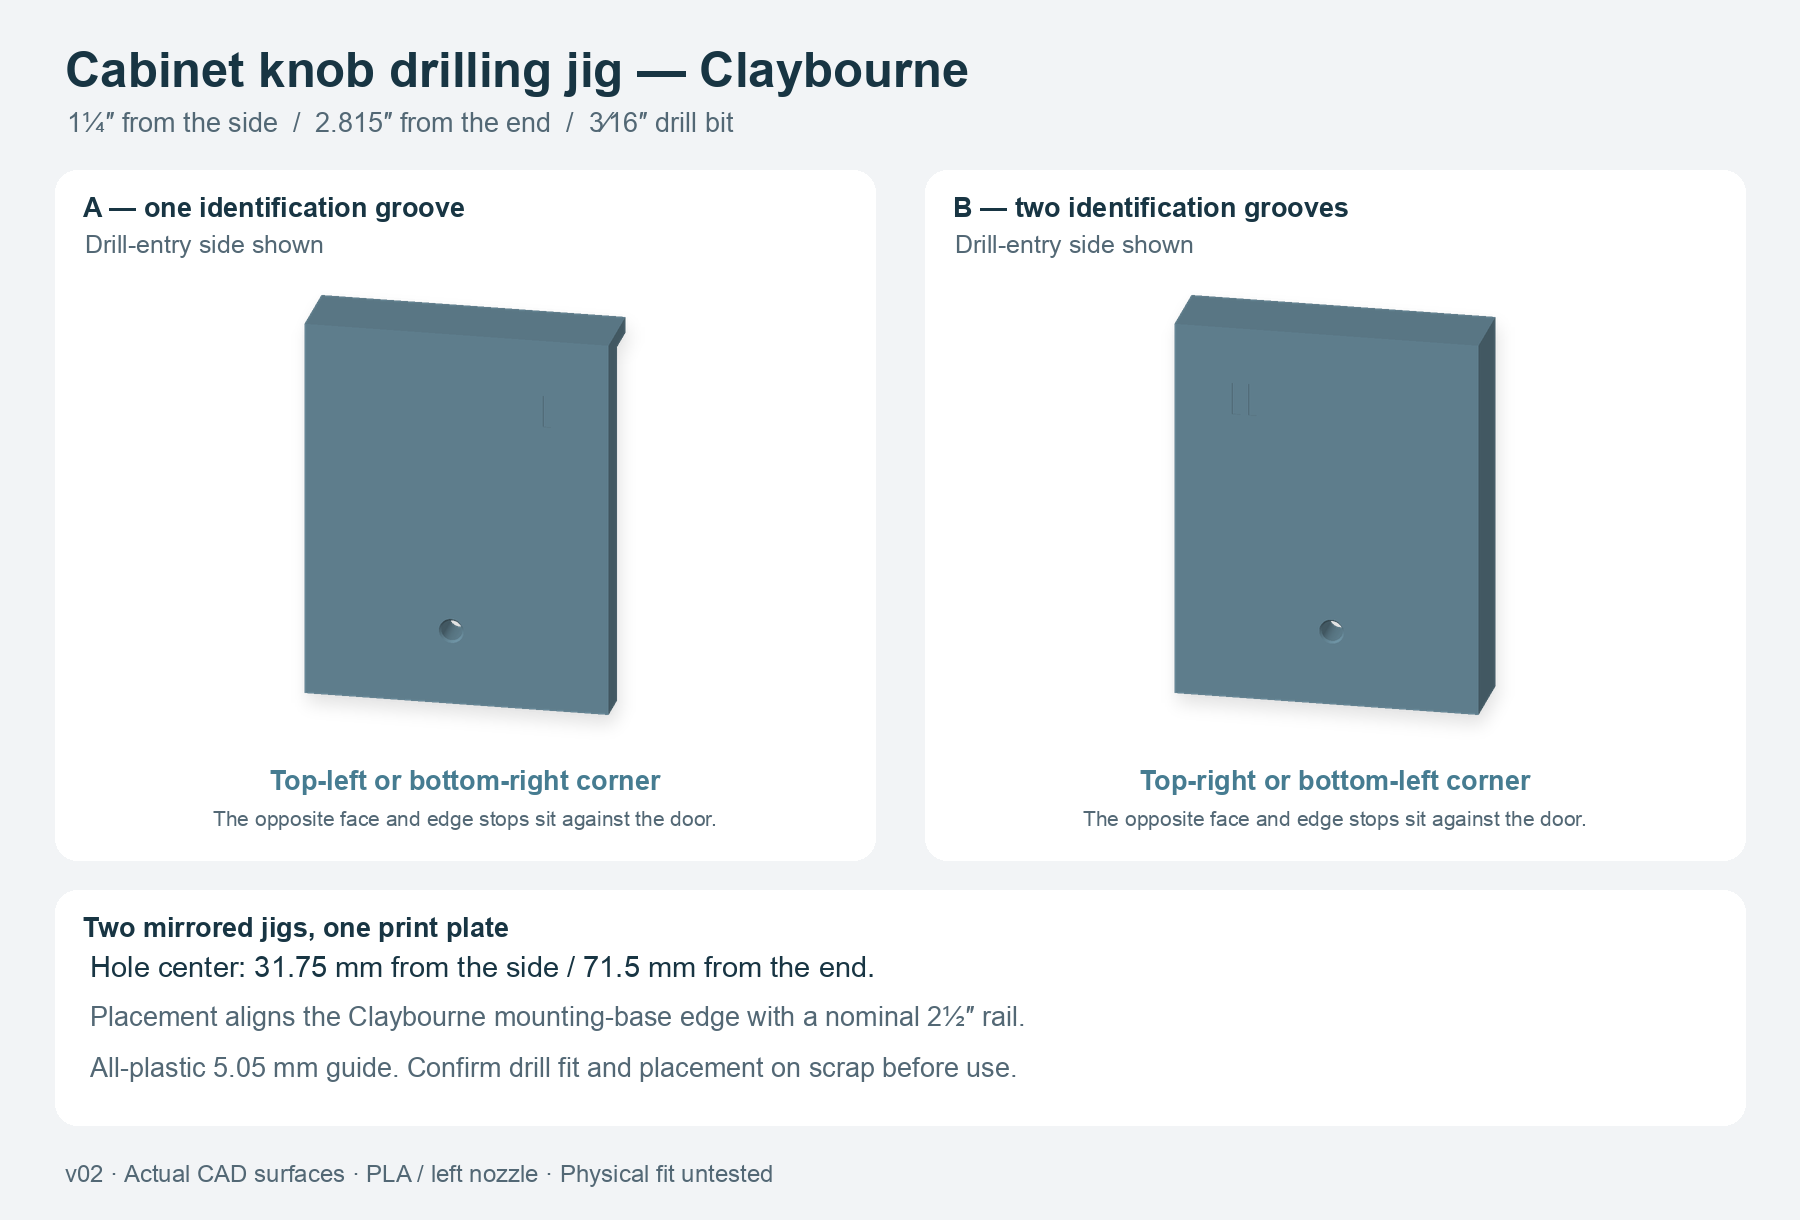 Cabinet knob drilling jig — Claybourne
1¼″ from the side / 2.815″ from the end / 3⁄16″ drill bit
A — one identification groove
Drill-entry side shown
Top-left or bottom-right corner
The opposite face and edge stops sit against the door.
B — two identification grooves
Drill-entry side shown
Top-right or bottom-left corner
The opposite face and edge stops sit against the door.
Two mirrored jigs, one print plate
Hole center: 31.75 mm from the side / 71.5 mm from the end.
Placement aligns the Claybourne mounting-base edge with a nominal 2½″ rail.
All-plastic 5.05 mm guide. Confirm drill fit and placement on scrap before use.
v02 · Actual CAD surfaces · PLA / left nozzle · Physical fit untested